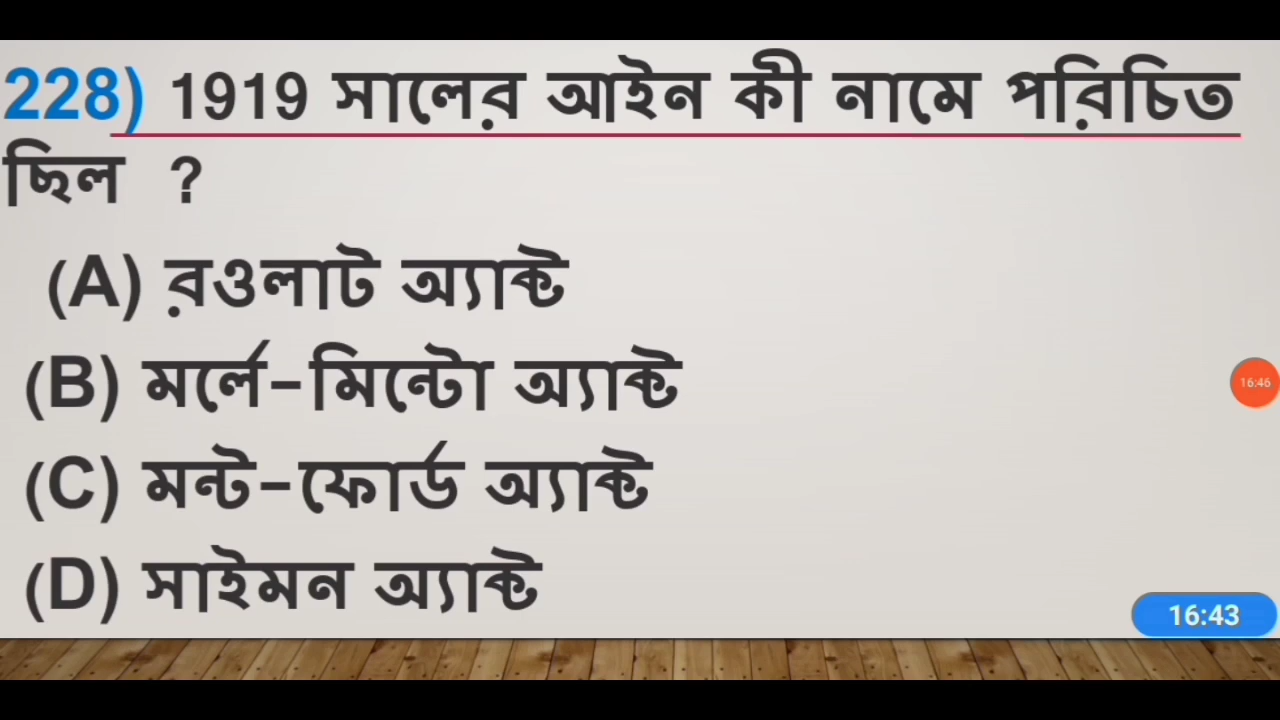 228) 1919 সালের আইন কী নামে পরিচিত
ছিল ?
(A) রওলাট অ্যাক্ট
(B) মর্লে-মিন্টো অ্যাক্ট
(C) মন্ট-ফোর্ড অ্যাক্ট
(D) সাইমন অ্যাক্ট
16:46
16:43